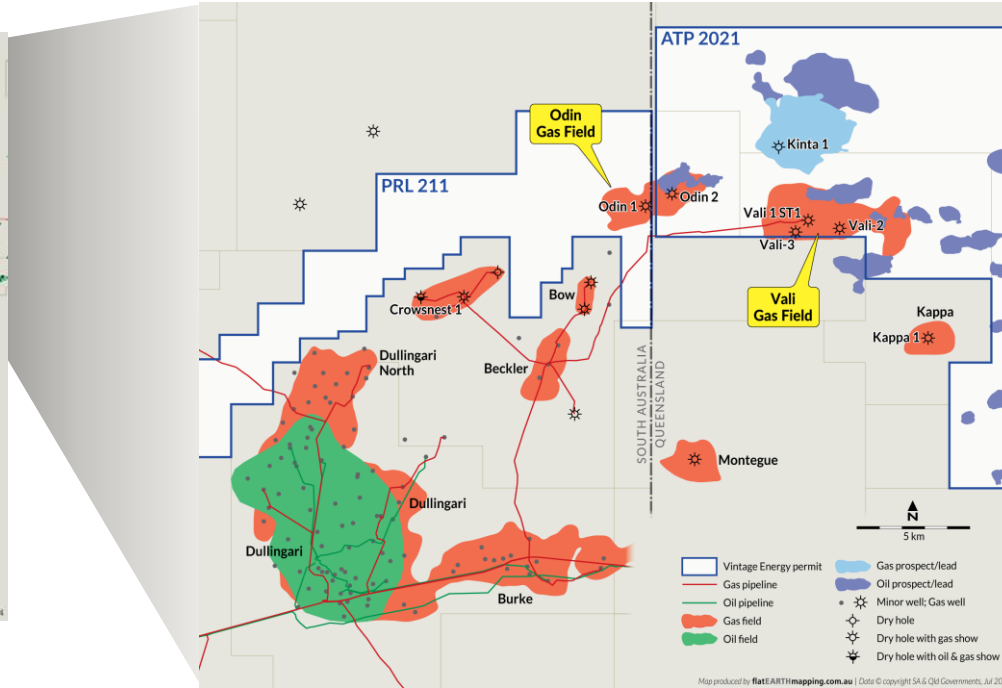 ATP 2021
Odin
Gas Field
Kinta 1
PRL 211
Odin 1
Odin 2
Vali 1 ST1
Vali-2
Vali-3
Crowsnest 1
Bow
Vali
Gas Field
Kappa
Kappa 1
Dullingari
North
Beckler
SOUTH AUSTRALIA
QUEENSLAND
Montegue
Dullingari
Dullingari
Burke
N
5 km
Vintage Energy permit
Gas pipeline
Oil pipeline
Gas field
Oil field
Gas prospect/lead
Oil prospect/lead
Minor well; Gas well
Dry hole
Dry hole with gas show
Dry hole with oil & gas show
Map produced by flatEARTHmapping.com.au | Data © copyright SA & Qld Governments, Jul 20